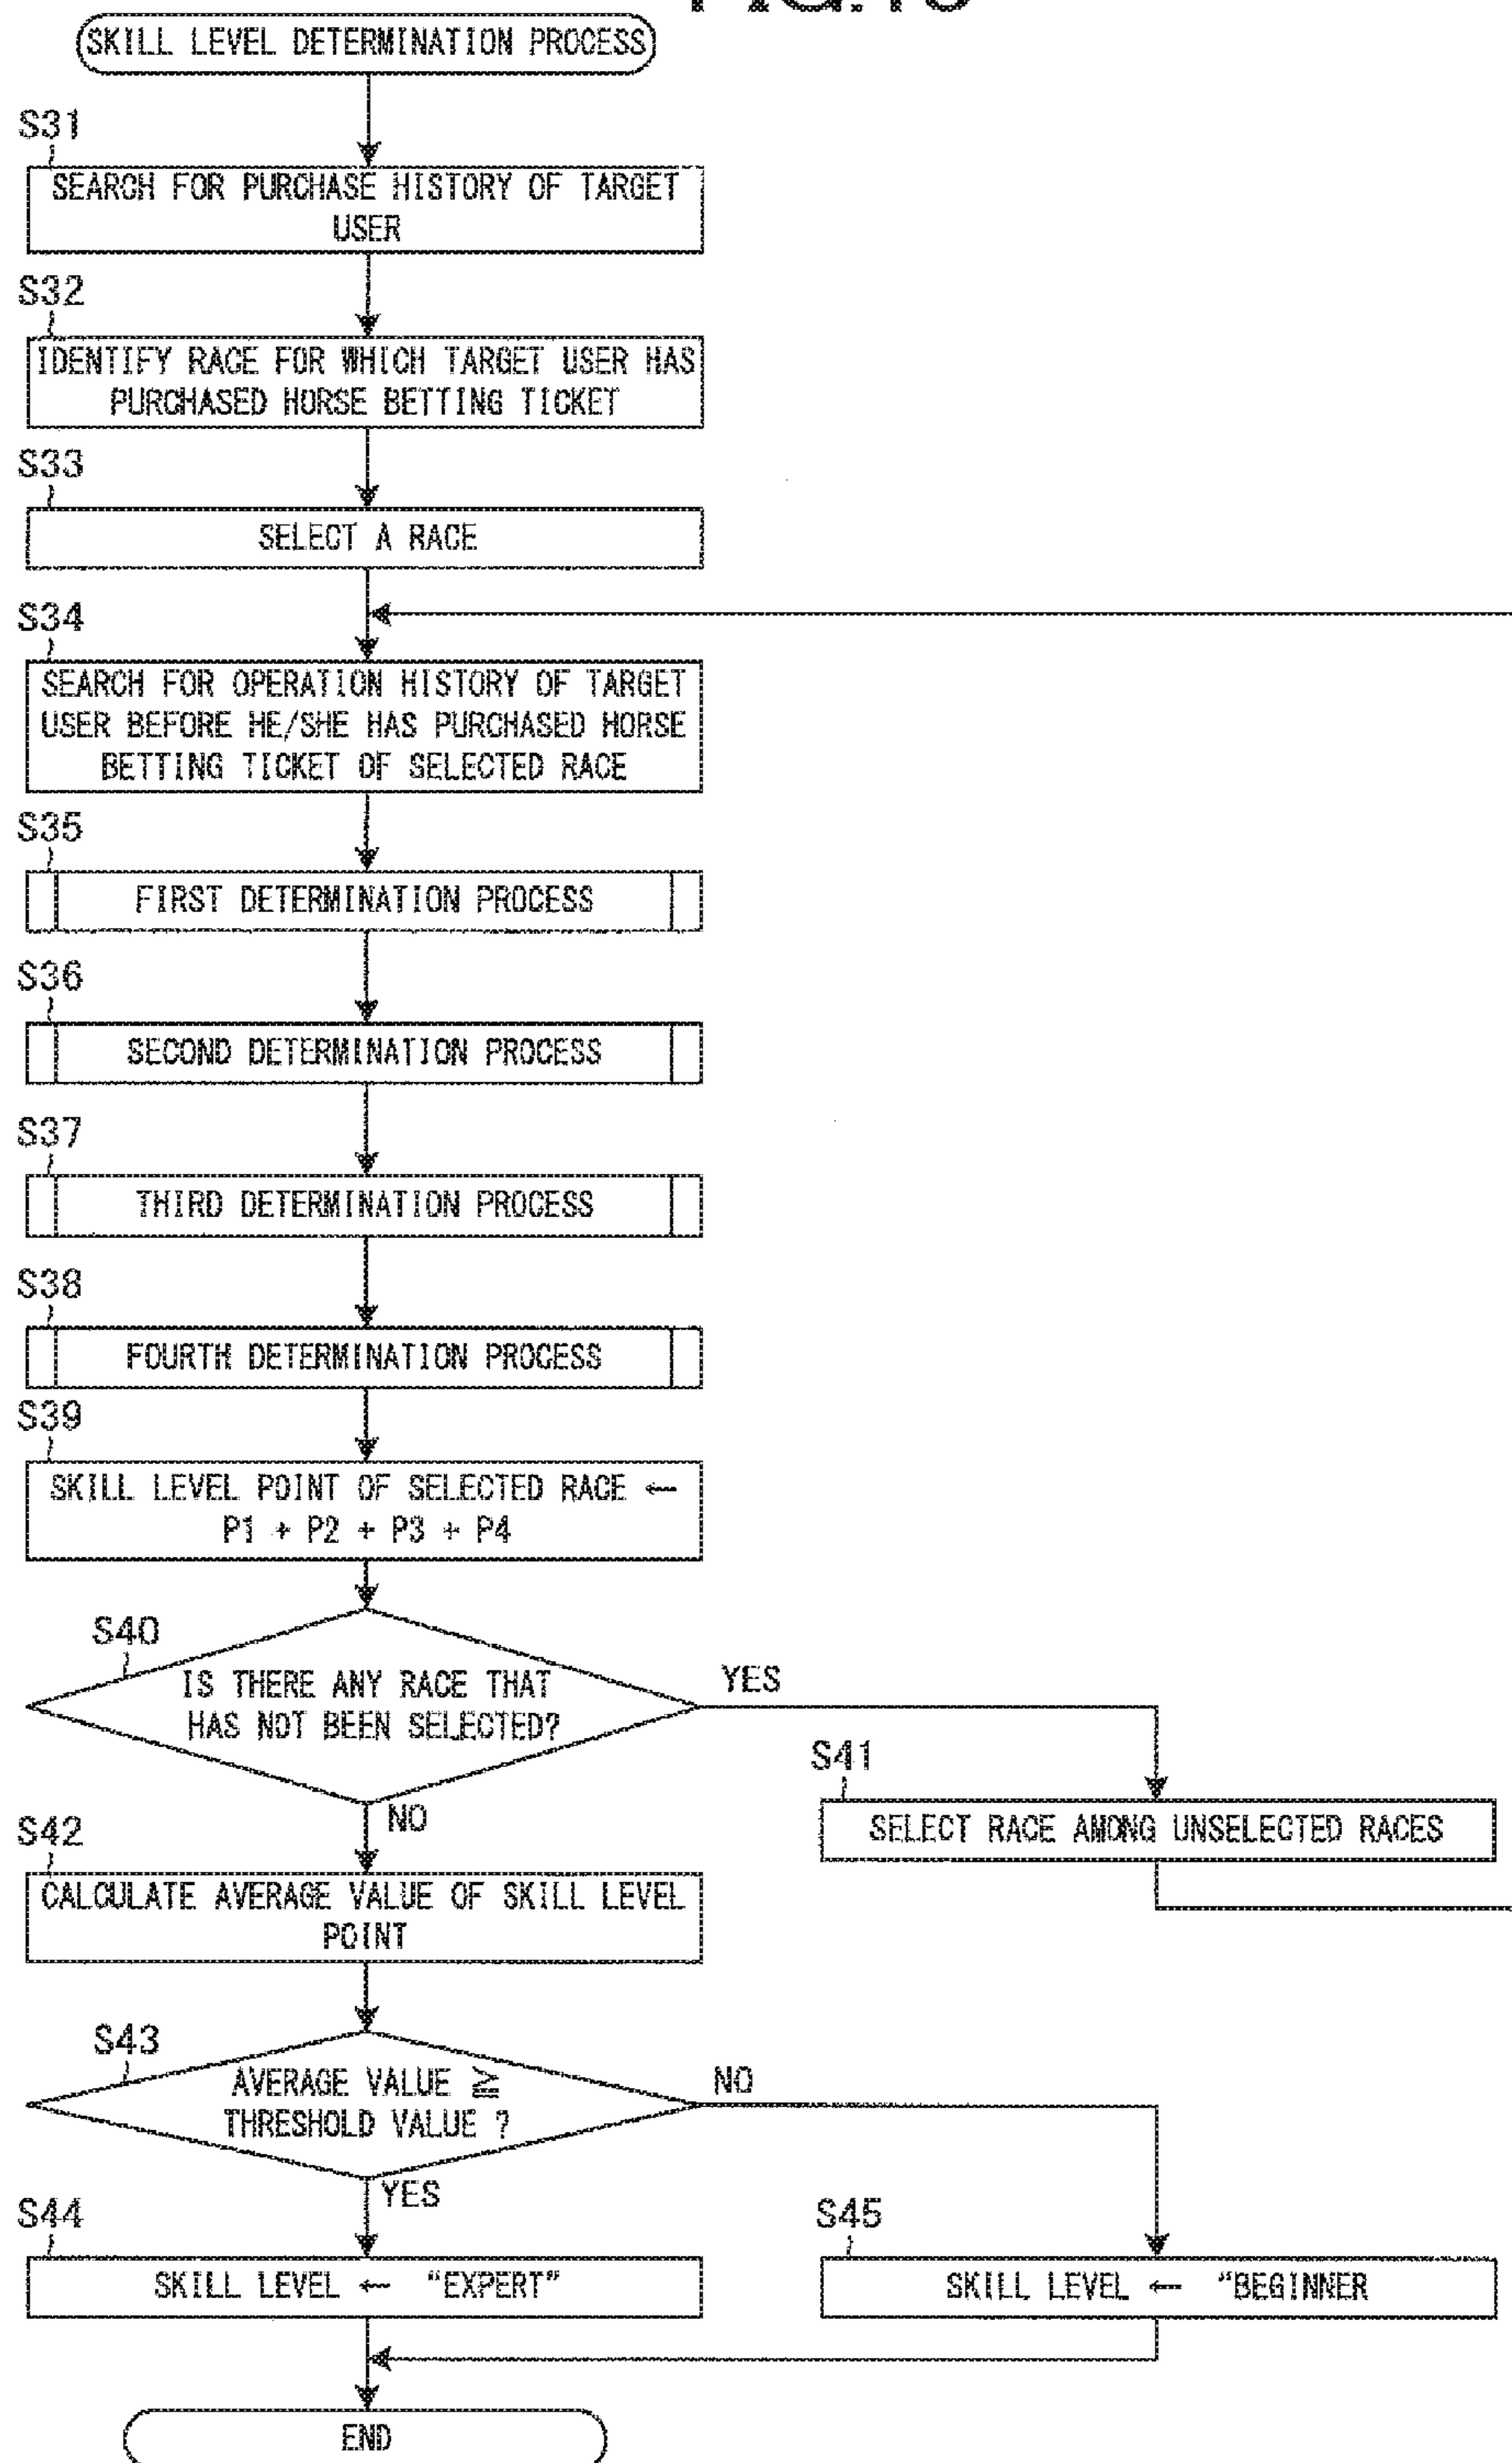 SKILL LEVEL DETERMINATION PROCESS
S31
SEARCH FOR PURCHASE HISTORY OF TARGET
USER
S32
IDENTIFY RACE FOR WHICH TARGET USER HAS
PURCHASED HORSE BETTING TICKET
S33
SELECT A RACE
S34
SEARCH FOR OPERATION HISTORY OF TARGET
USER BEFORE HE/SHE HAS PURCHASED HORSE
BETTING TICKET OF SELECTED RACE
S35
FIRST DETERMINATION PROCESS
S36
SECOND DETERMINATION PROCESS
S37
THIRD DETERMINATION PROCESS
S38
FOURTH DETERMINATION PROCESS
S39
SKILL LEVEL POINT OF SELECTED RACE ←
P1 + P2 + P3 + P4
S40
IS THERE ANY RACE THAT
HAS NOT BEEN SELECTED?
YES
S41
SELECT RACE AMONG UNSELECTED RACES
NO
S42
CALCULATE AVERAGE VALUE OF SKILL LEVEL
POINT
S43
AVERAGE VALUE ≧
THRESHOLD VALUE ?
NO
YES
S44
SKILL LEVEL ← "EXPERT"
S45
SKILL LEVEL ← "BEGINNER
END